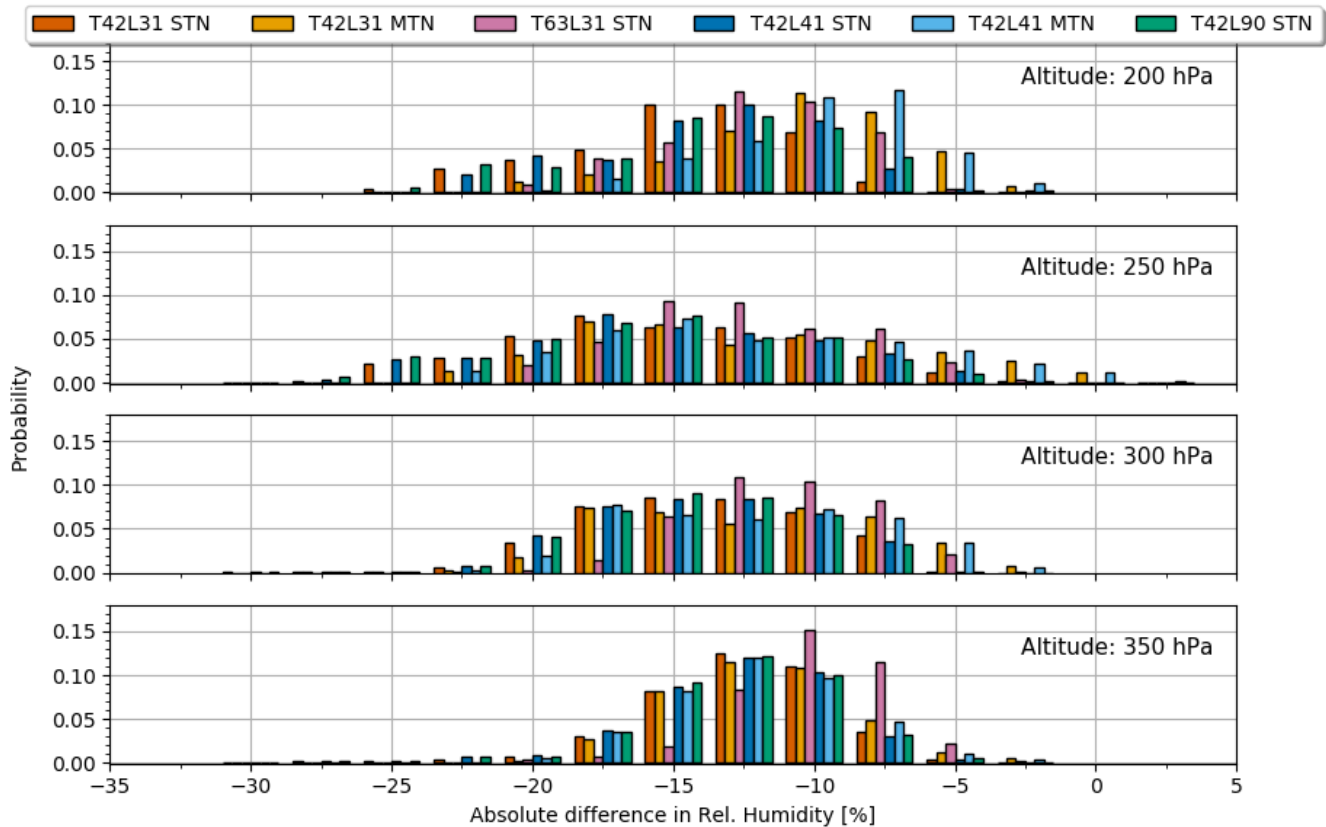 T42L31 STN T42L31 MTN T63L31 STN T42L41 STN T42L41 MTN T42L90 STN
0.15
Altitude: 200 hPa
0.10
0.05
0.00
0.15
Altitude: 250 hPa
0.10
0.05
0.00
Probability
0.15
Altitude: 300 hPa
0.10
0.05
0.00
0.15
Altitude: 350 hPa
0.10
0.05
0.00
−35 −30 −25 −20 −15 −10 −5 0 5
Absolute difference in Rel. Humidity [%]